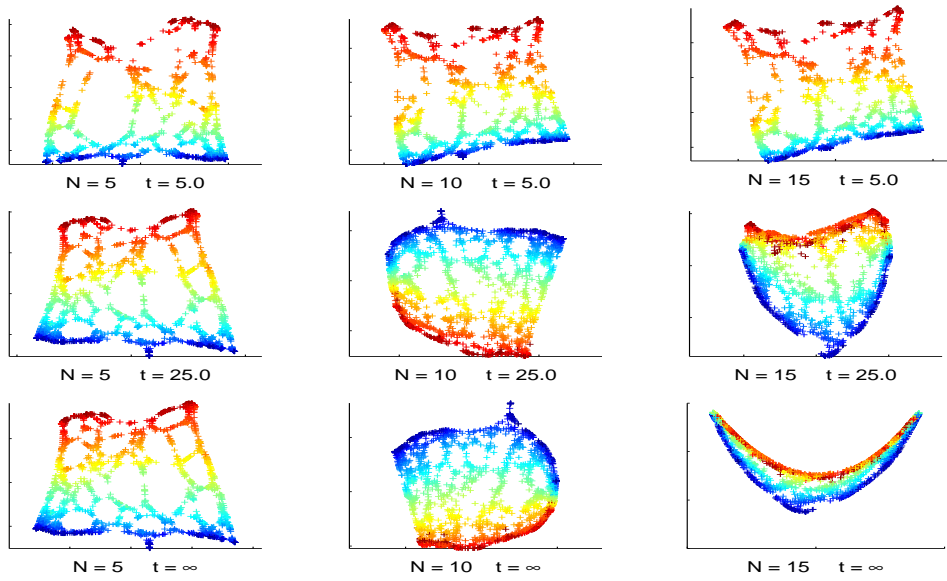 N = 5 t = 5.0
N = 10 t = 5.0
N = 15 t = 5.0
N = 5 t = 25.0
N = 10 t = 25.0
N = 15 t = 25.0
N = 5 t = ∞
N = 10 t = ∞
N = 15 t = ∞